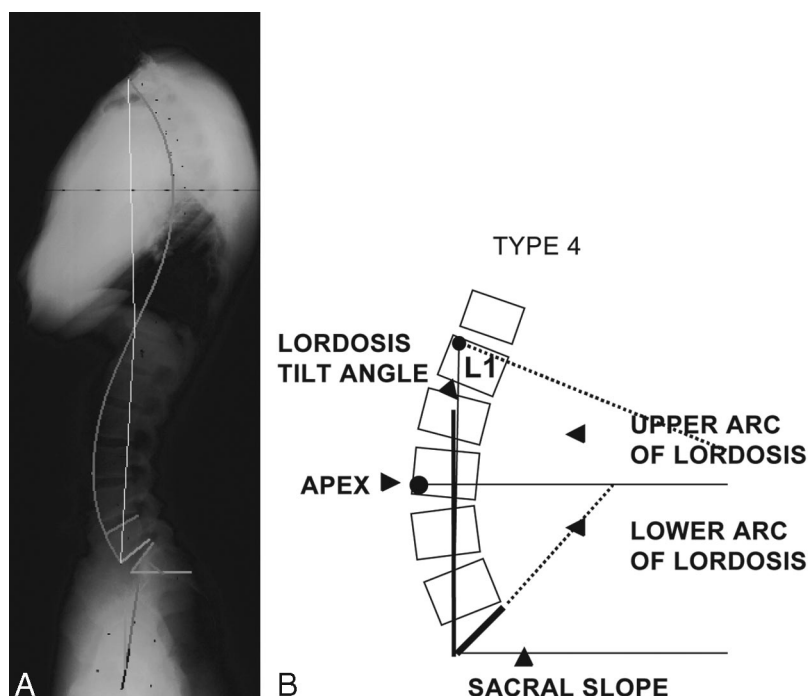 TYPE 4
LORDOSIS
TILT ANGLE
L1
UPPER ARC
OF LORDOSIS
APEX
LOWER ARC
OF LORDOSIS
SACRAL SLOPE
A
B